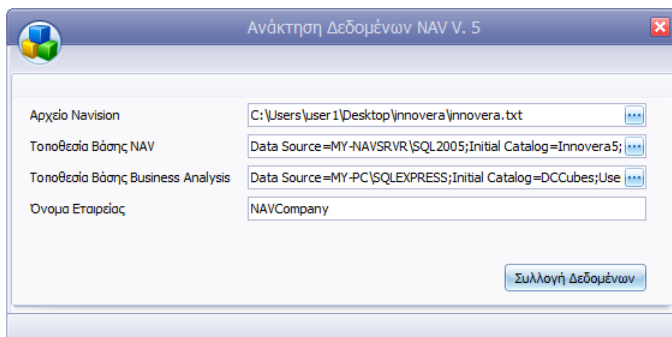 Ανάκτηση Δεδομένων NAV V. 5
Αρχείο Navision C:\Users\user1\Desktop\innovera\innovera.txt ...
Τοποθεσία Βάσης NAV Data Source=MY-NAVSRVR\SQL2005;Initial Catalog=Innovera5; ...
Τοποθεσία Βάσης Business Analysis Data Source=MY-PC\SQLEXPRESS;Initial Catalog=DCCubes;Use ...
Όνομα Εταιρείας NAVCompany
Συλλογή Δεδομένων